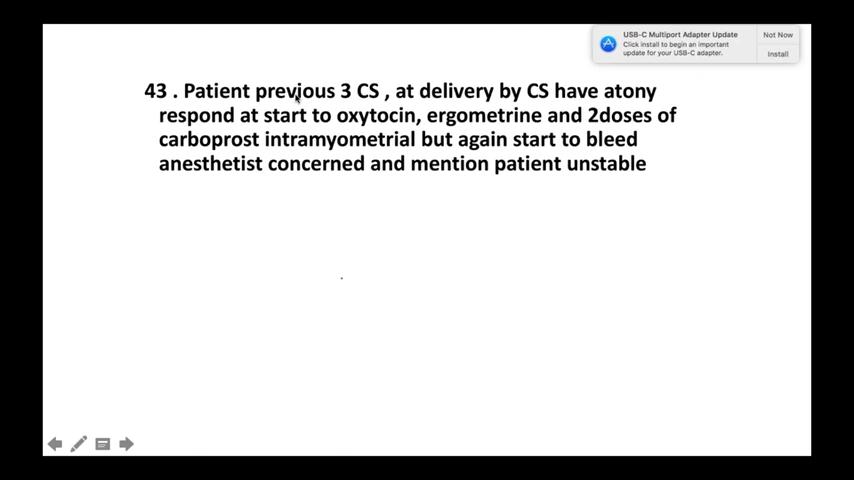 USB-C Multiport Adapter Update
Click install to begin an important
update for your USB-C adapter.
Not Now
Install
43 . Patient previous 3 CS , at delivery by CS have atony
respond at start to oxytocin, ergometrine and 2doses of
carboprost intramyometrial but again start to bleed
anesthetist concerned and mention patient unstable